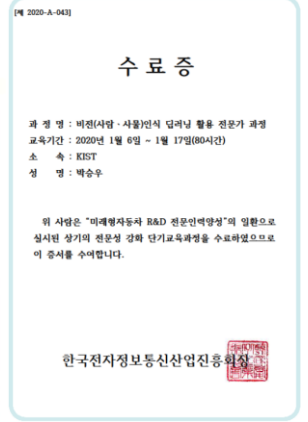 [제 2020-A-043]
수 료 증
과 정 명 : 비전(사람·사물)인식 딥러닝 활용 전문가 과정
교육기간 : 2020년 1월 6일 ~ 1월 17일(80시간)
소 속 : KIST
성 명 : 박승우
위 사람은 "미래형자동차 R&D 전문인력양성"의 일환으로
실시된 상기의 전문성 강화 단기교육과정을 수료하였으므로
이 증서를 수여합니다.
한국전자정보통신산업진흥회장